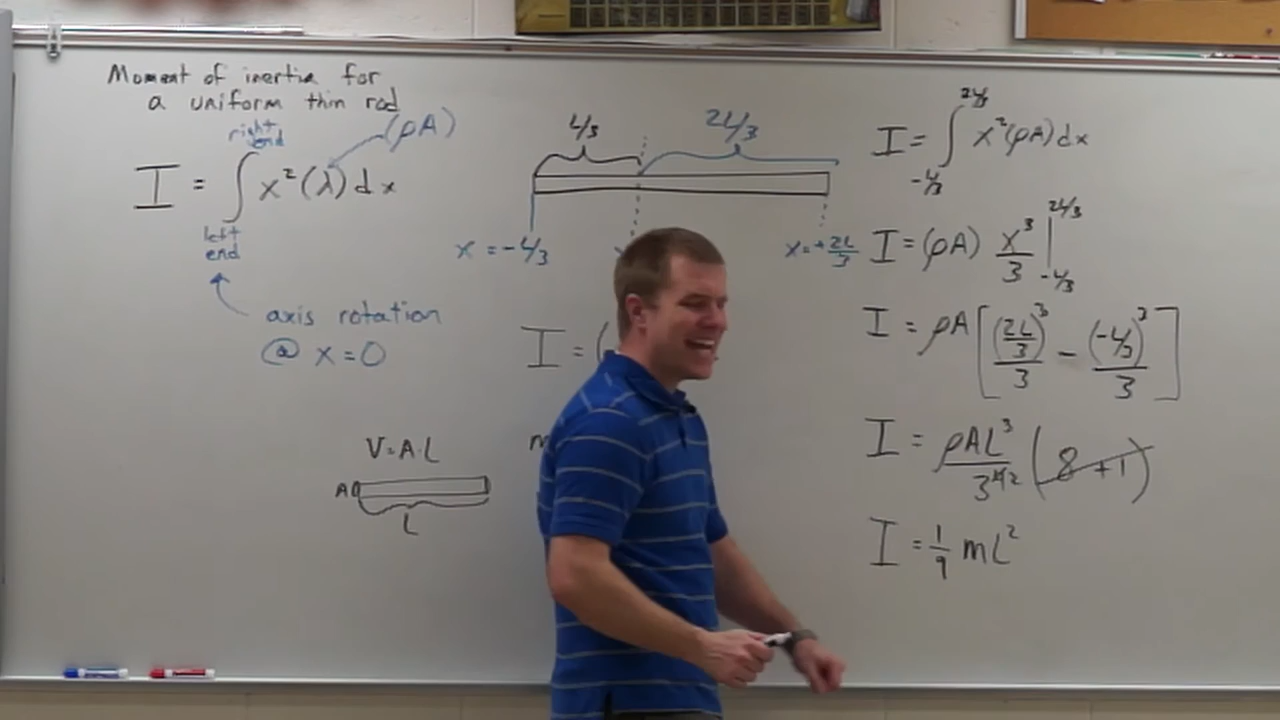 Moment of inertia for
a uniform thin rod
right
end
(ρA)
I = ∫ x²(λ)dx
left
end
axis rotation
@ x=0
V=A·L
A
L
L/3
2L/3
x=-L/3
x=+2L/3
I=(
m
2L/3
I=∫ x²(ρA)dx
-L/3
2L/3
I=(ρA) x³/3 |
-L/3
I = ρA[(2L/3)³/3 - (-L/3)³/3]
I = ρAL³/3⁴² (8+1)
I = 1/9 mL²